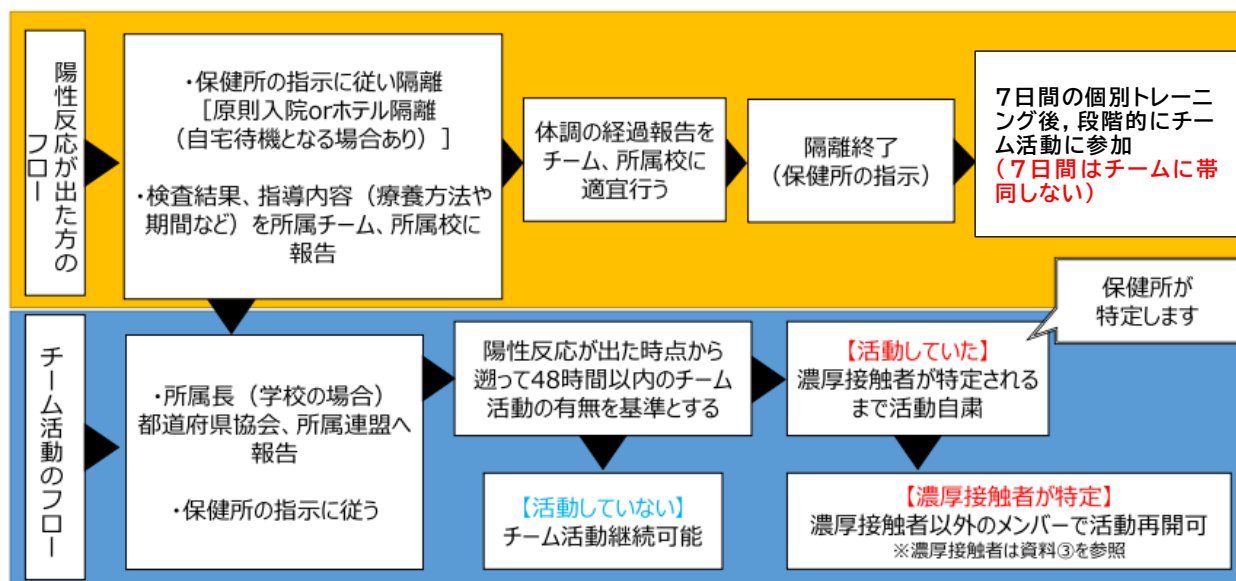 陽性反応が出た方の
フロー
・保健所の指示に従い隔離
［原則入院orホテル隔離
（自宅待機となる場合あり）］
・検査結果、指導内容（療養方法や
期間など）を所属チーム、所属校に
報告
体調の経過報告を
チーム、所属校に
適宜行う
隔離終了
（保健所の指示）
7日間の個別トレーニ
ング後，段階的にチー
ム活動に参加
（7日間はチームに帯
同しない）
チーム活動のフロー
・所属長（学校の場合）
都道府県協会、所属連盟へ
報告
・保健所の指示に従う
陽性反応が出た時点から
遡って48時間以内のチーム
活動の有無を基準とする
【活動していない】
チーム活動継続可能
保健所が
特定します
【活動していた】
濃厚接触者が特定される
まで活動自粛
【濃厚接触者が特定】
濃厚接触者以外のメンバーで活動再開可
※濃厚接触者は資料③を参照